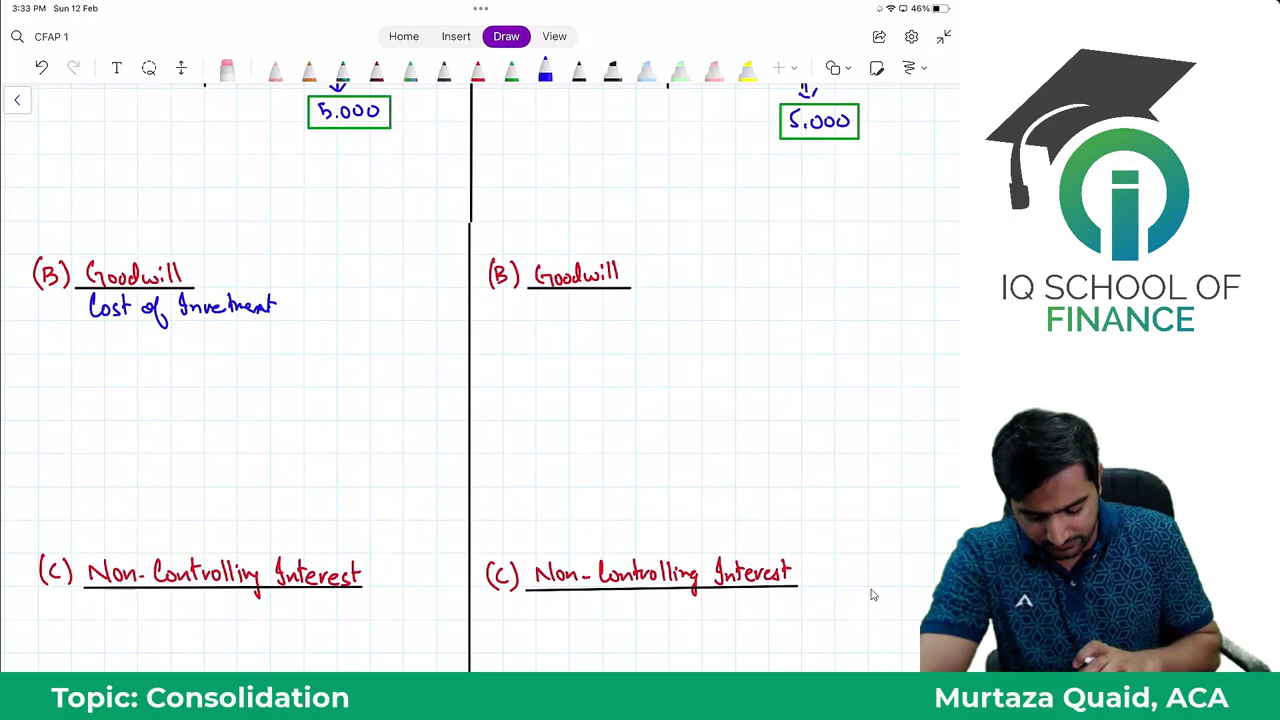 3:33 PM Sun 12 Feb
46%
CFAP 1
Home Insert Draw View
5.000
5.000
(B) Goodwill
Cost of Invetment
(B) Goodwill
(C) Non-Controlling Interest
(C) Non-Controlling Interest
IQ SCHOOL OF
FINANCE
Topic: Consolidation
Murtaza Quaid, ACA